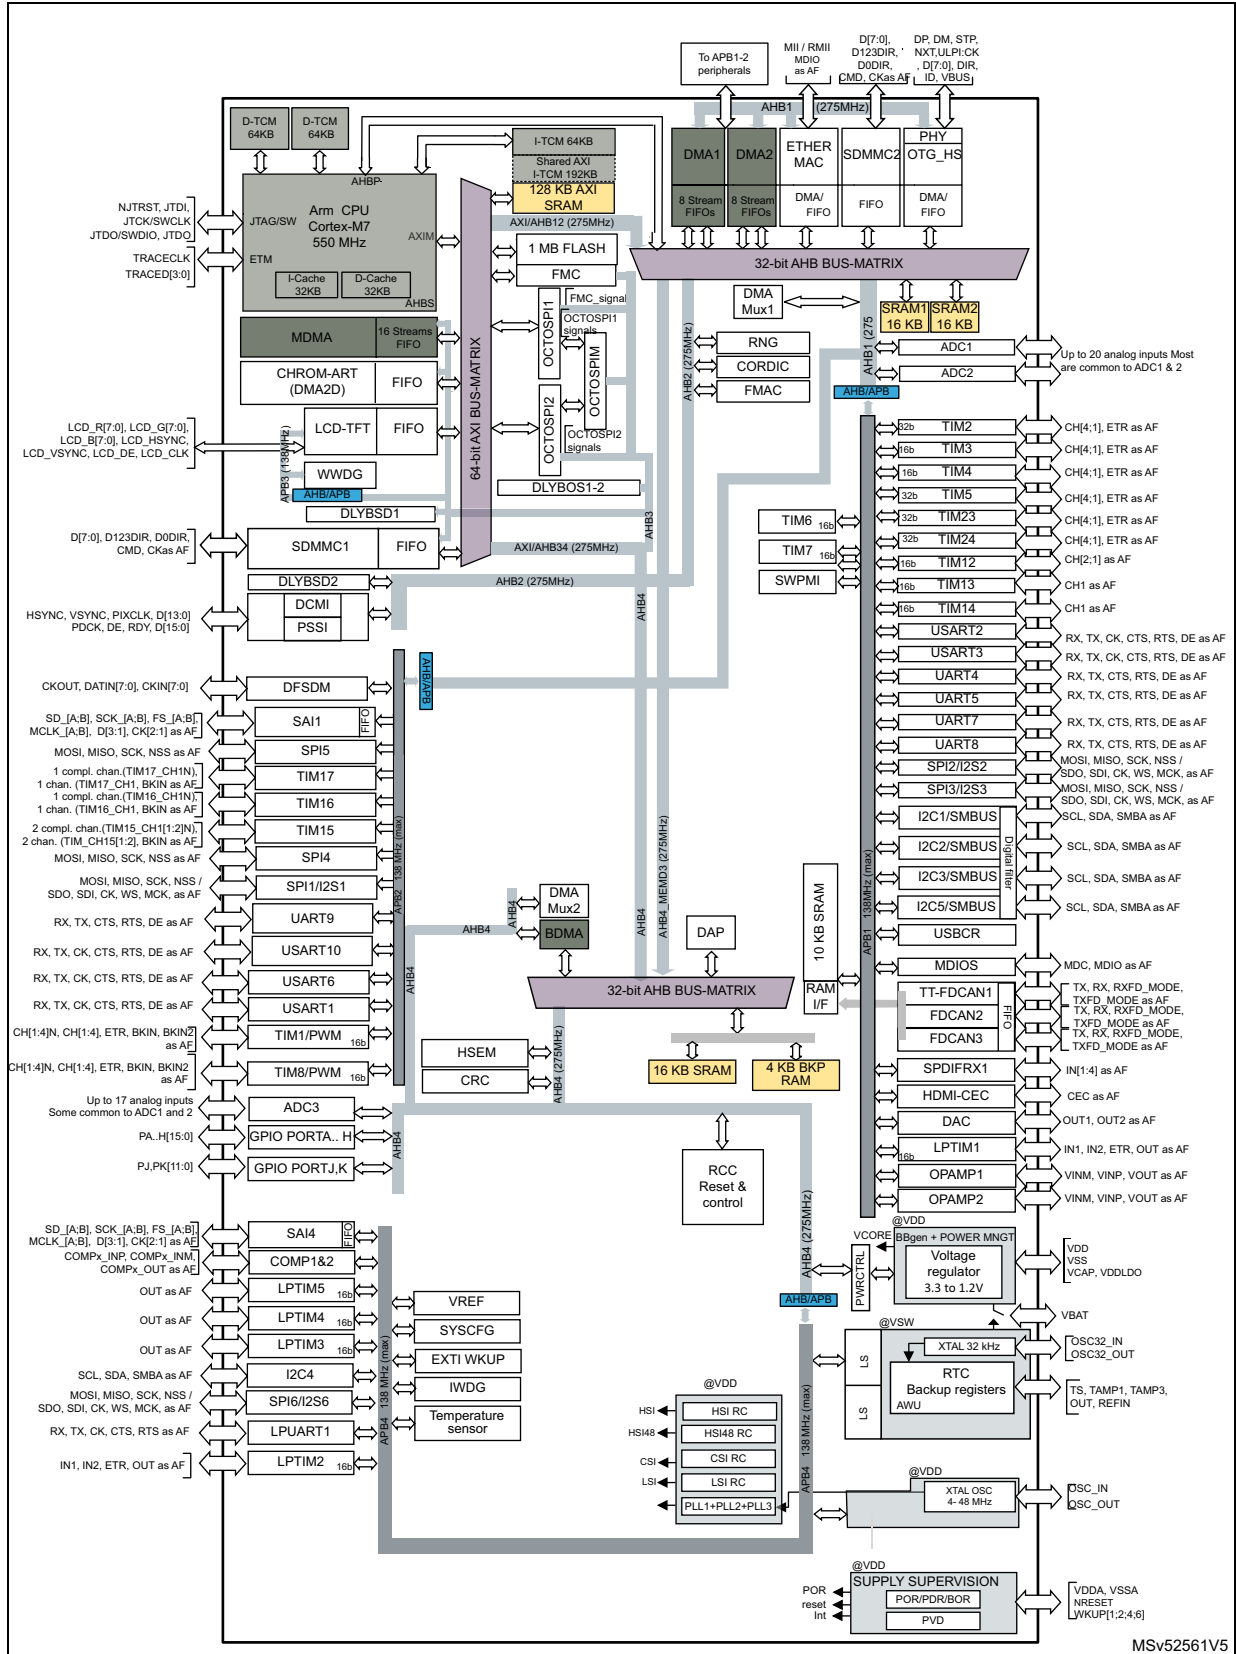 To APB1-2
peripherals
MII / RMII
MDIO
as AF
D[7:0],
D123DIR,
D0DIR,
CMD, CKas AF
DP, DM, STP,
NXT,ULPI:CK
, D[7:0], DIR,
ID, VBUS
AHB1 (275MHz)
D-TCM
64KB
D-TCM
64KB
I-TCM 64KB
Shared AXI
I-TCM 192KB
128 KB AXI
SRAM
AHBP
Arm CPU
Cortex-M7
550 MHz
JTAG/SW
ETM
AXIM
I-Cache
32KB
D-Cache
32KB
AHBS
NJTRST, JTDI,
JTCK/SWCLK
JTDO/SWDIO, JTDO
TRACECLK
TRACED[3:0]
DMA1
8 Stream
FIFOs
DMA2
8 Stream
FIFOs
ETHER
MAC
DMA/
FIFO
SDMMC2
FIFO
PHY
OTG_HS
DMA/
FIFO
AXI/AHB12 (275MHz)
1 MB FLASH
FMC
FMC_signal
32-bit AHB BUS-MATRIX
DMA
Mux1
SRAM1
16 KB
SRAM2
16 KB
64-bit AXI BUS-MATRIX
OCTOSPI1
OCTOSPI1
signals
OCTOSPIM
OCTOSPI2
OCTOSPI2
signals
MDMA
16 Streams
FIFO
CHROM-ART
(DMA2D)
FIFO
LCD_R[7:0], LCD_G[7:0],
LCD_B[7:0], LCD_HSYNC,
LCD_VSYNC, LCD_DE, LCD_CLK
LCD-TFT
FIFO
APB3 (138MHz)
WWDG
AHB/APB
DLYBOS1-2
DLYBSD1
D[7:0], D123DIR, D0DIR,
CMD, CKas AF
SDMMC1
FIFO
AXI/AHB34 (275MHz)
AHB3
AHB2 (275MHz)
RNG
CORDIC
FMAC
AHB1 (275
ADC1
ADC2
Up to 20 analog inputs Most
are common to ADC1 & 2
AHB/APB
DLYBSD2
AHB2 (275MHz)
HSYNC, VSYNC, PIXCLK, D[13:0]
PDCK, DE, RDY, D[15:0]
DCMI
PSSI
AHB4
AHB4_MEMD3 (275MHz)
AHB4
TIM6
16b
TIM7
16b
SWPMI
32b
TIM2
CH[4;1], ETR as AF
16b
TIM3
CH[4;1], ETR as AF
16b
TIM4
CH[4;1], ETR as AF
32b
TIM5
CH[4;1], ETR as AF
32b
TIM23
CH[4;1], ETR as AF
32b
TIM24
CH[4;1], ETR as AF
16b
TIM12
CH[2;1] as AF
16b
TIM13
CH1 as AF
16b
TIM14
CH1 as AF
USART2
RX, TX, CK, CTS, RTS, DE as AF
USART3
RX, TX, CK, CTS, RTS, DE as AF
UART4
RX, TX, CTS, RTS, DE as AF
UART5
RX, TX, CTS, RTS, DE as AF
UART7
RX, TX, CTS, RTS, DE as AF
UART8
RX, TX, CTS, RTS, DE as AF
SPI2/I2S2
MOSI, MISO, SCK, NSS /
SDO, SDI, CK, WS, MCK, as AF
SPI3/I2S3
MOSI, MISO, SCK, NSS /
SDO, SDI, CK, WS, MCK, as AF
I2C1/SMBUS
SCL, SDA, SMBA as AF
I2C2/SMBUS
SCL, SDA, SMBA as AF
I2C3/SMBUS
SCL, SDA, SMBA as AF
I2C5/SMBUS
SCL, SDA, SMBA as AF
Digital filter
USBCR
MDIOS
MDC, MDIO as AF
TT-FDCAN1
TX, RX, RXFD_MODE,
TXFD_MODE as AF
FDCAN2
TX, RX, RXFD_MODE,
TXFD_MODE as AF
FDCAN3
TX, RX, RXFD_MODE,
TXFD_MODE as AF
FIFO
SPDIFRX1
IN[1:4] as AF
HDMI-CEC
CEC as AF
DAC
OUT1, OUT2 as AF
LPTIM1
16b
IN1, IN2, ETR, OUT as AF
OPAMP1
VINM, VINP, VOUT as AF
OPAMP2
VINM, VINP, VOUT as AF
APB1 138MHz (max)
10 KB SRAM
RAM
I/F
AHB/APB
CKOUT, DATIN[7:0], CKIN[7:0]
DFSDM
SD_[A;B], SCK_[A;B], FS_[A;B],
MCLK_[A;B], D[3:1], CK[2:1] as AF
SAI1
FIFO
MOSI, MISO, SCK, NSS as AF
SPI5
1 compl. chan.(TIM17_CH1N),
1 chan. (TIM17_CH1, BKIN as AF
TIM17
1 compl. chan.(TIM16_CH1N),
1 chan. (TIM16_CH1, BKIN as AF
TIM16
2 compl. chan.(TIM15_CH1[1:2]N),
2 chan. (TIM_CH15[1:2], BKIN as AF
TIM15
MOSI, MISO, SCK, NSS as AF
SPI4
MOSI, MISO, SCK, NSS /
SDO, SDI, CK, WS, MCK, as AF
SPI1/I2S1
RX, TX, CTS, RTS, DE as AF
UART9
RX, TX, CK, CTS, RTS, DE as AF
USART10
RX, TX, CK, CTS, RTS, DE as AF
USART6
RX, TX, CK, CTS, RTS, DE as AF
USART1
CH[1:4]N, CH[1:4], ETR, BKIN, BKIN2
as AF
TIM1/PWM
16b
CH[1:4]N, CH[1:4], ETR, BKIN, BKIN2
as AF
TIM8/PWM
16b
APB2 138 MHz (max)
DMA
Mux2
BDMA
AHB4
AHB4
AHB4
DAP
32-bit AHB BUS-MATRIX
16 KB SRAM
4 KB BKP
RAM
HSEM
CRC
AHB4 (275MHz)
Up to 17 analog inputs
Some common to ADC1 and 2
ADC3
PA..H[15:0]
GPIO PORTA.. H
PJ,PK[11:0]
GPIO PORTJ,K
AHB4
RCC
Reset &
control
AHB4 (275MHz)
AHB/APB
SD_[A;B], SCK_[A;B], FS_[A;B],
MCLK_[A;B], D[3:1], CK[2:1] as AF
SAI4
FIFO
COMPx_INP, COMPx_INM,
COMPx_OUT as AF
COMP1&2
OUT as AF
LPTIM5
16b
OUT as AF
LPTIM4
16b
OUT as AF
LPTIM3
16b
SCL, SDA, SMBA as AF
I2C4
MOSI, MISO, SCK, NSS /
SDO, SDI, CK, WS, MCK, as AF
SPI6/I2S6
RX, TX, CK, CTS, RTS as AF
LPUART1
IN1, IN2, ETR, OUT as AF
LPTIM2
16b
APB4 138 MHz (max)
VREF
SYSCFG
EXTI WKUP
IWDG
Temperature
sensor
APB4 138 MHz (max)
@VDD
HSI
HSI RC
HSI48
HSI48 RC
CSI
CSI RC
LSI
LSI RC
PLL1+PLL2+PLL3
@VDD
VCORE
BBgen + POWER MNGT
Voltage
regulator
3.3 to 1.2V
PWRCTRL
VDD
VSS
VCAP, VDDLDO
VBAT
@VSW
LS
LS
XTAL 32 kHz
OSC32_IN
OSC32_OUT
RTC
Backup registers
AWU
TS, TAMP1, TAMP3,
OUT, REFIN
@VDD
XTAL OSC
4- 48 MHz
OSC_IN
OSC_OUT
@VDD
SUPPLY SUPERVISION
POR
reset
Int
POR/PDR/BOR
PVD
VDDA, VSSA
NRESET
WKUP[1;2;4;6]
MSv52561V5